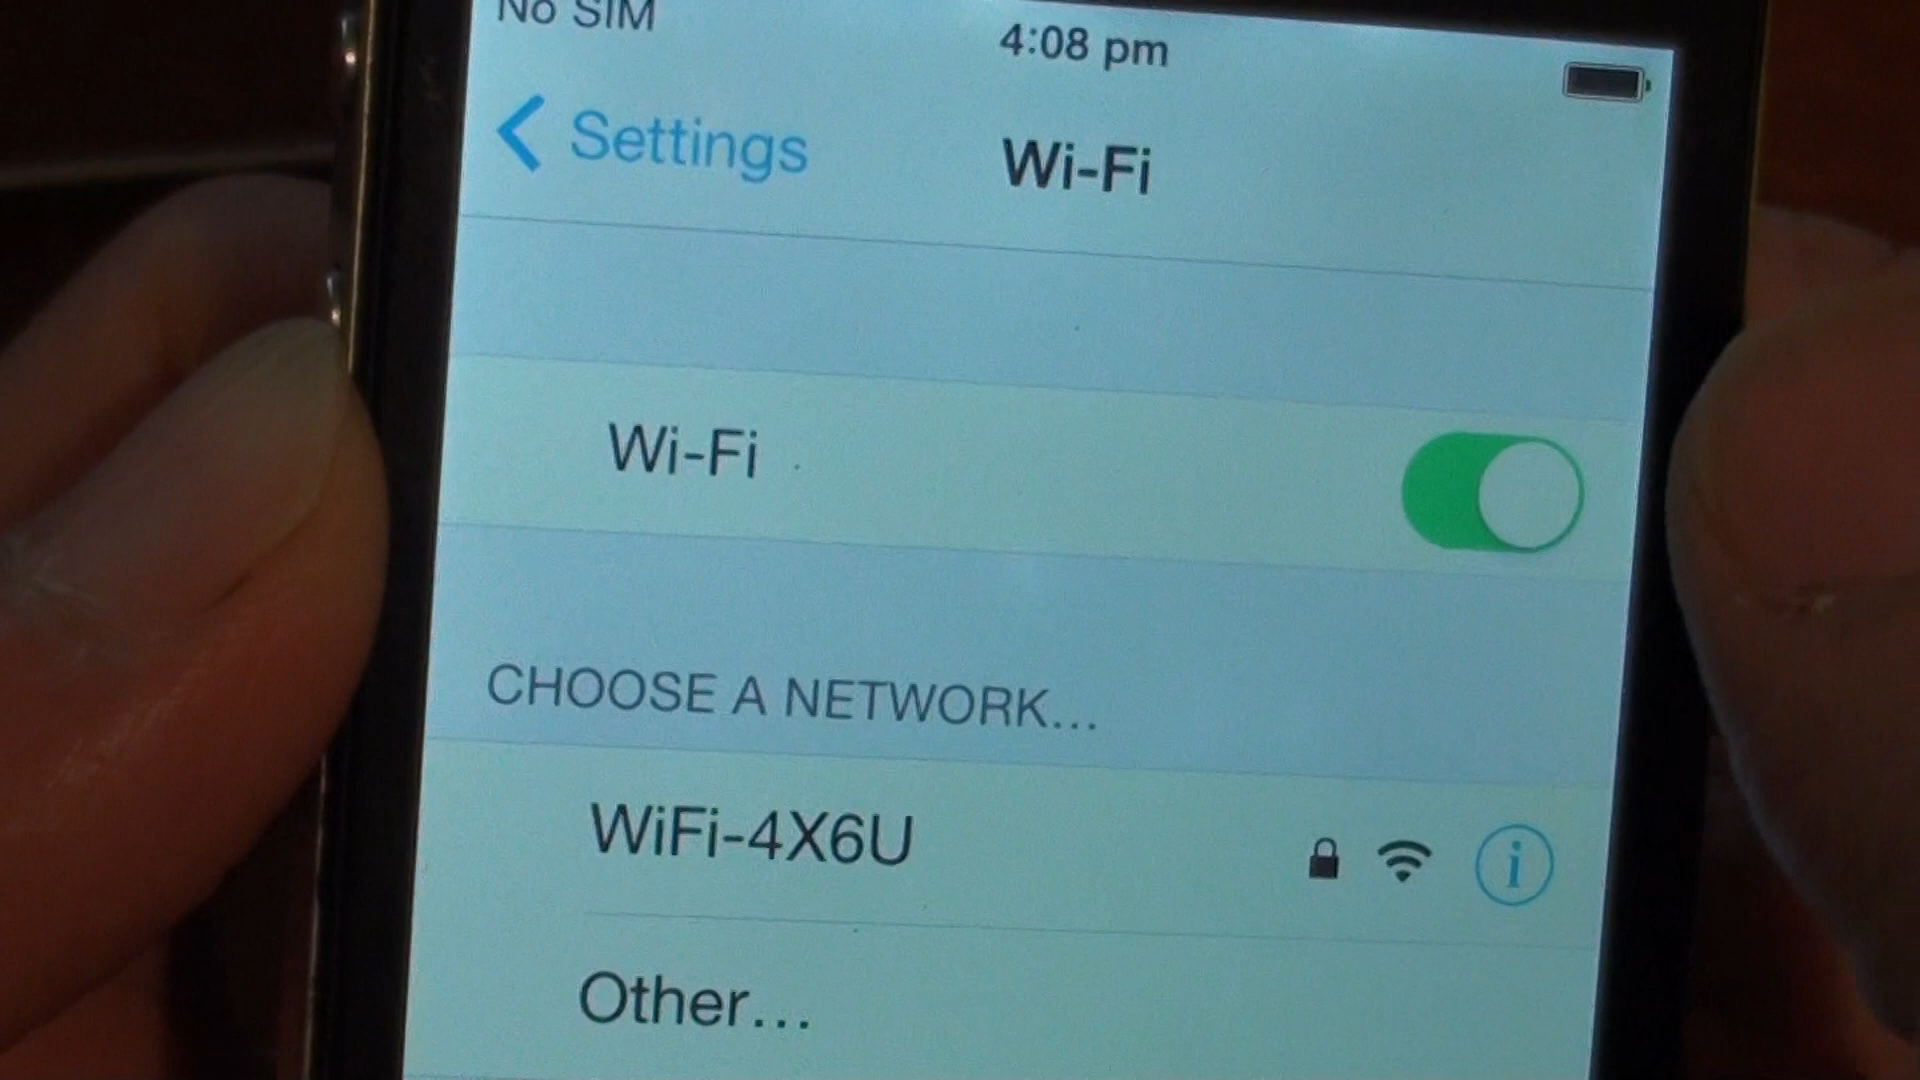 No SIM
4:08 pm
Settings
Wi-Fi
Wi-Fi
CHOOSE A NETWORK...
WiFi-4X6U
Other...